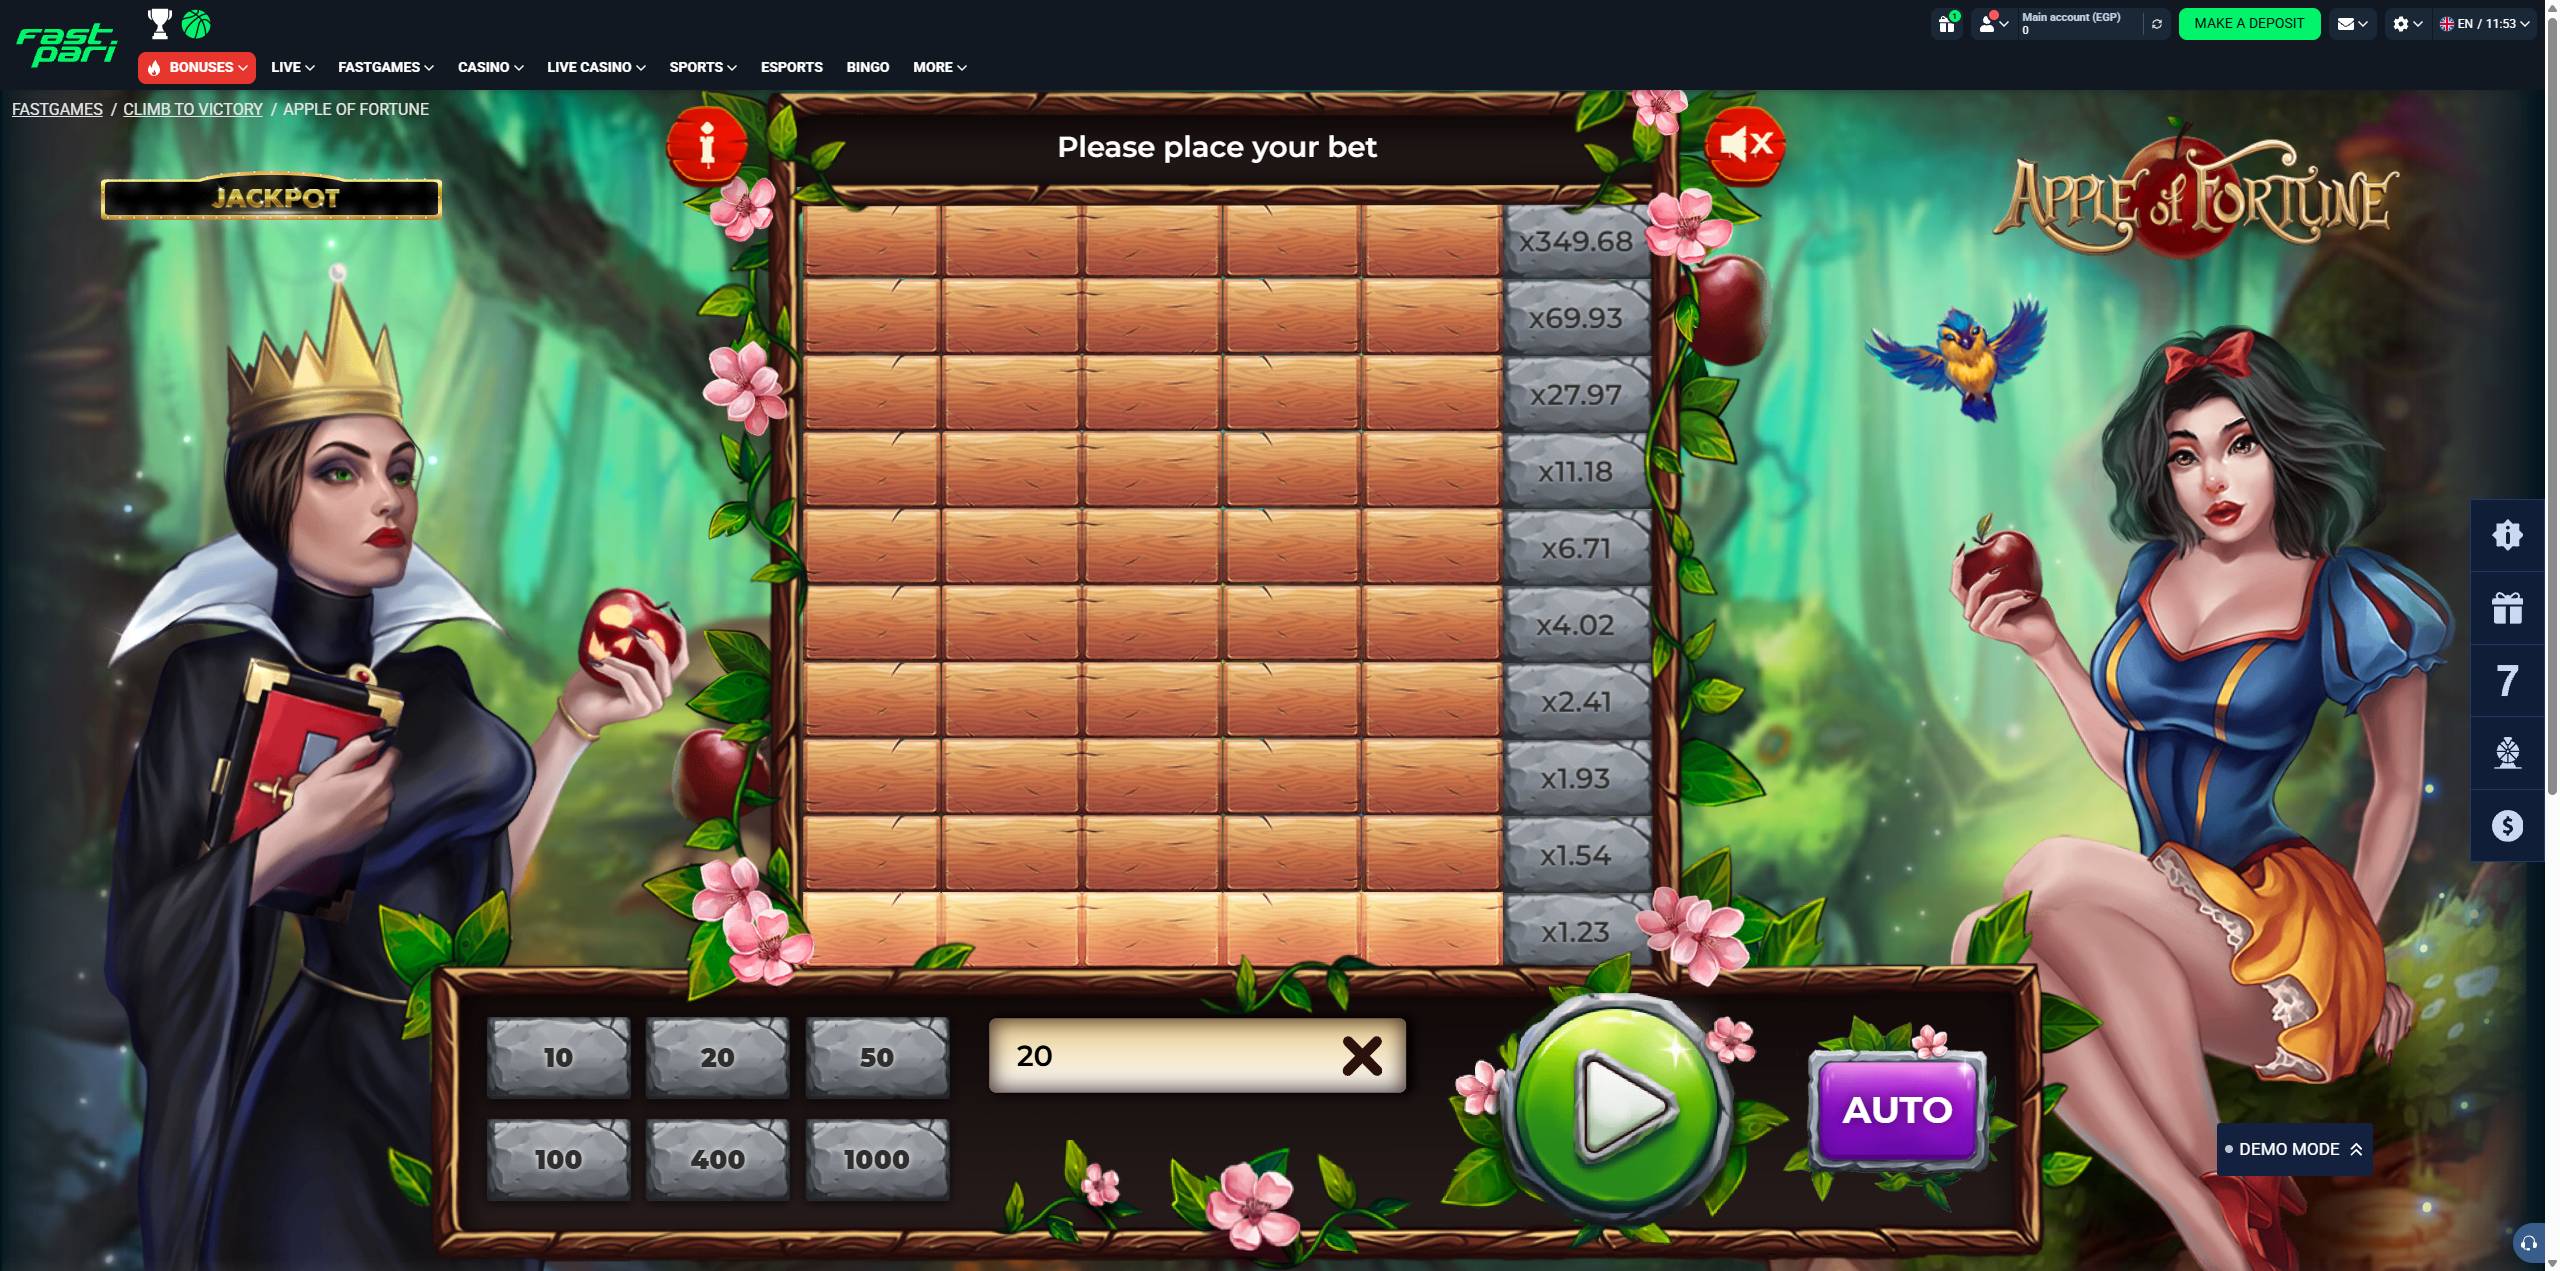 fast pari
BONUSES
LIVE
FASTGAMES
CASINO
LIVE CASINO
SPORTS
ESPORTS
BINGO
MORE
1
Main account (EGP)
0
MAKE A DEPOSIT
EN / 11:53
FASTGAMES / CLIMB TO VICTORY / APPLE OF FORTUNE
JACKPOT
Please place your bet
APPLE of FORTUNE
x349.68
x69.93
x27.97
x11.18
x6.71
x4.02
x2.41
x1.93
x1.54
x1.23
10
20
50
100
400
1000
20
AUTO
DEMO MODE
7